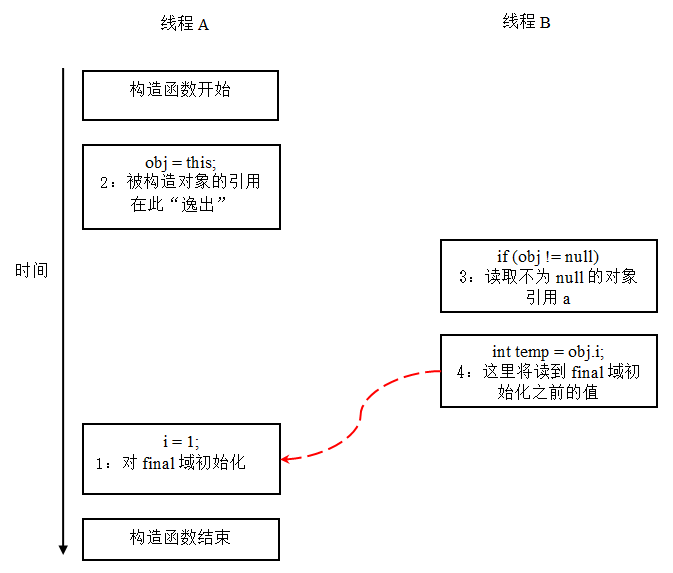 线程 A
线程 B
构造函数开始
obj = this;
2：被构造对象的引用
在此“逸出”
时间
if (obj != null)
3：读取不为 null 的对象
引用 a
int temp = obj.i;
4：这里将读到 final 域初
始化之前的值
i = 1;
1：对 final 域初始化
构造函数结束